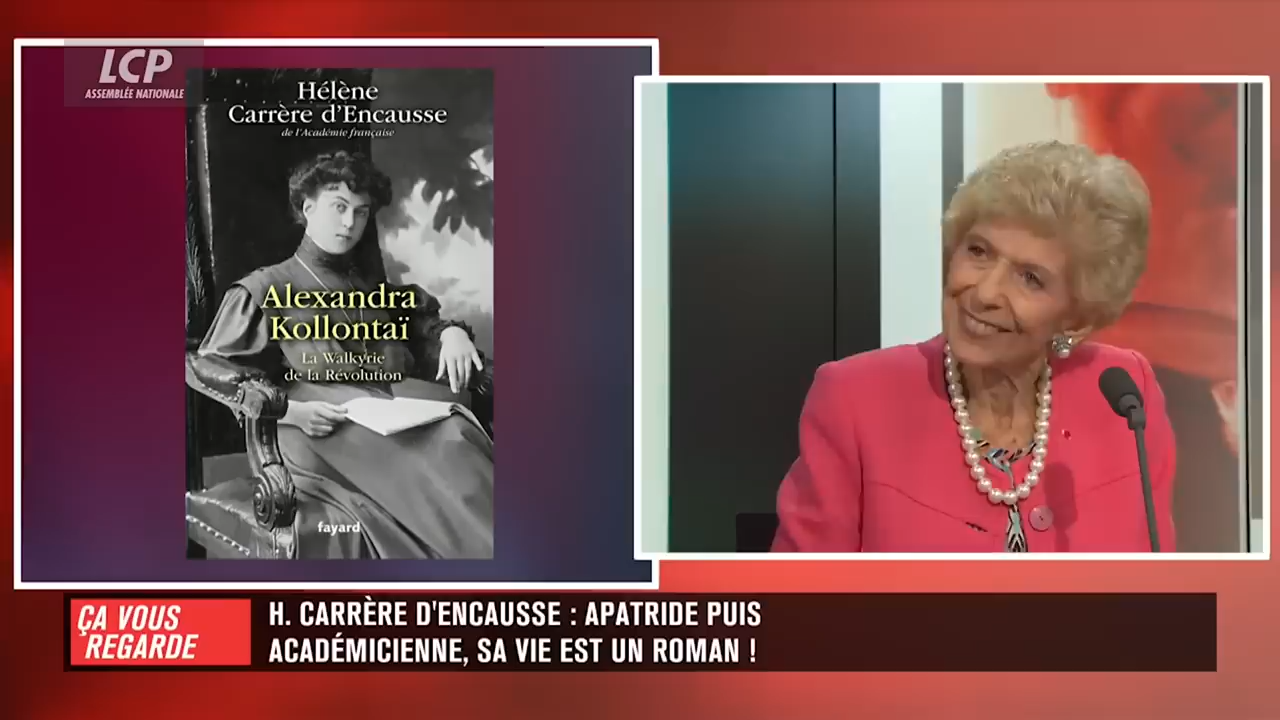 LCP
ASSEMBLÉE NATIONALE
Hélène
Carrère d'Encausse
de l'Académie française
Alexandra
Kollontaï
La Walkyrie
de la Révolution
fayard
ÇA VOUS
REGARDE
H. CARRÈRE D'ENCAUSSE : APATRIDE PUIS
ACADÉMICIENNE, SA VIE EST UN ROMAN !